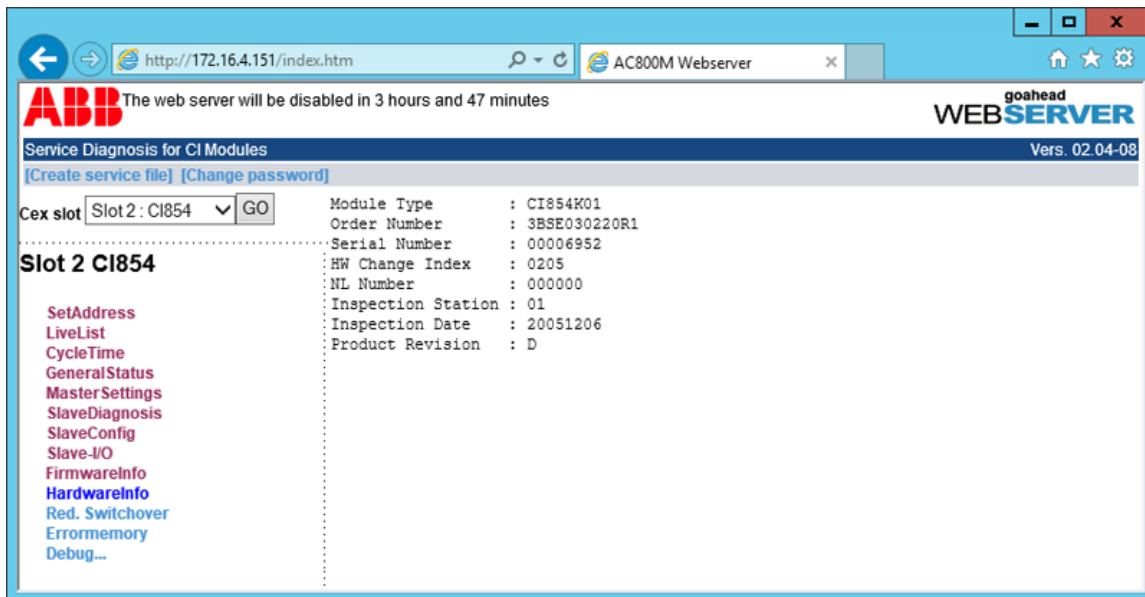 http://172.16.4.151/index.htm
AC800M Webserver
ABB
The web server will be disabled in 3 hours and 47 minutes
goahead
WEBSERVER
Service Diagnosis for CI Modules Vers. 02.04-08
[Create service file] [Change password]
Cex slot Slot 2 : CI854 GO
Slot 2 CI854
SetAddress
LiveList
CycleTime
GeneralStatus
MasterSettings
SlaveDiagnosis
SlaveConfig
Slave-I/O
FirmwareInfo
HardwareInfo
Red. Switchover
Errormemory
Debug...
Module Type : CI854K01
Order Number : 3BSE030220R1
Serial Number : 00006952
HW Change Index : 0205
NL Number : 000000
Inspection Station : 01
Inspection Date : 20051206
Product Revision : D